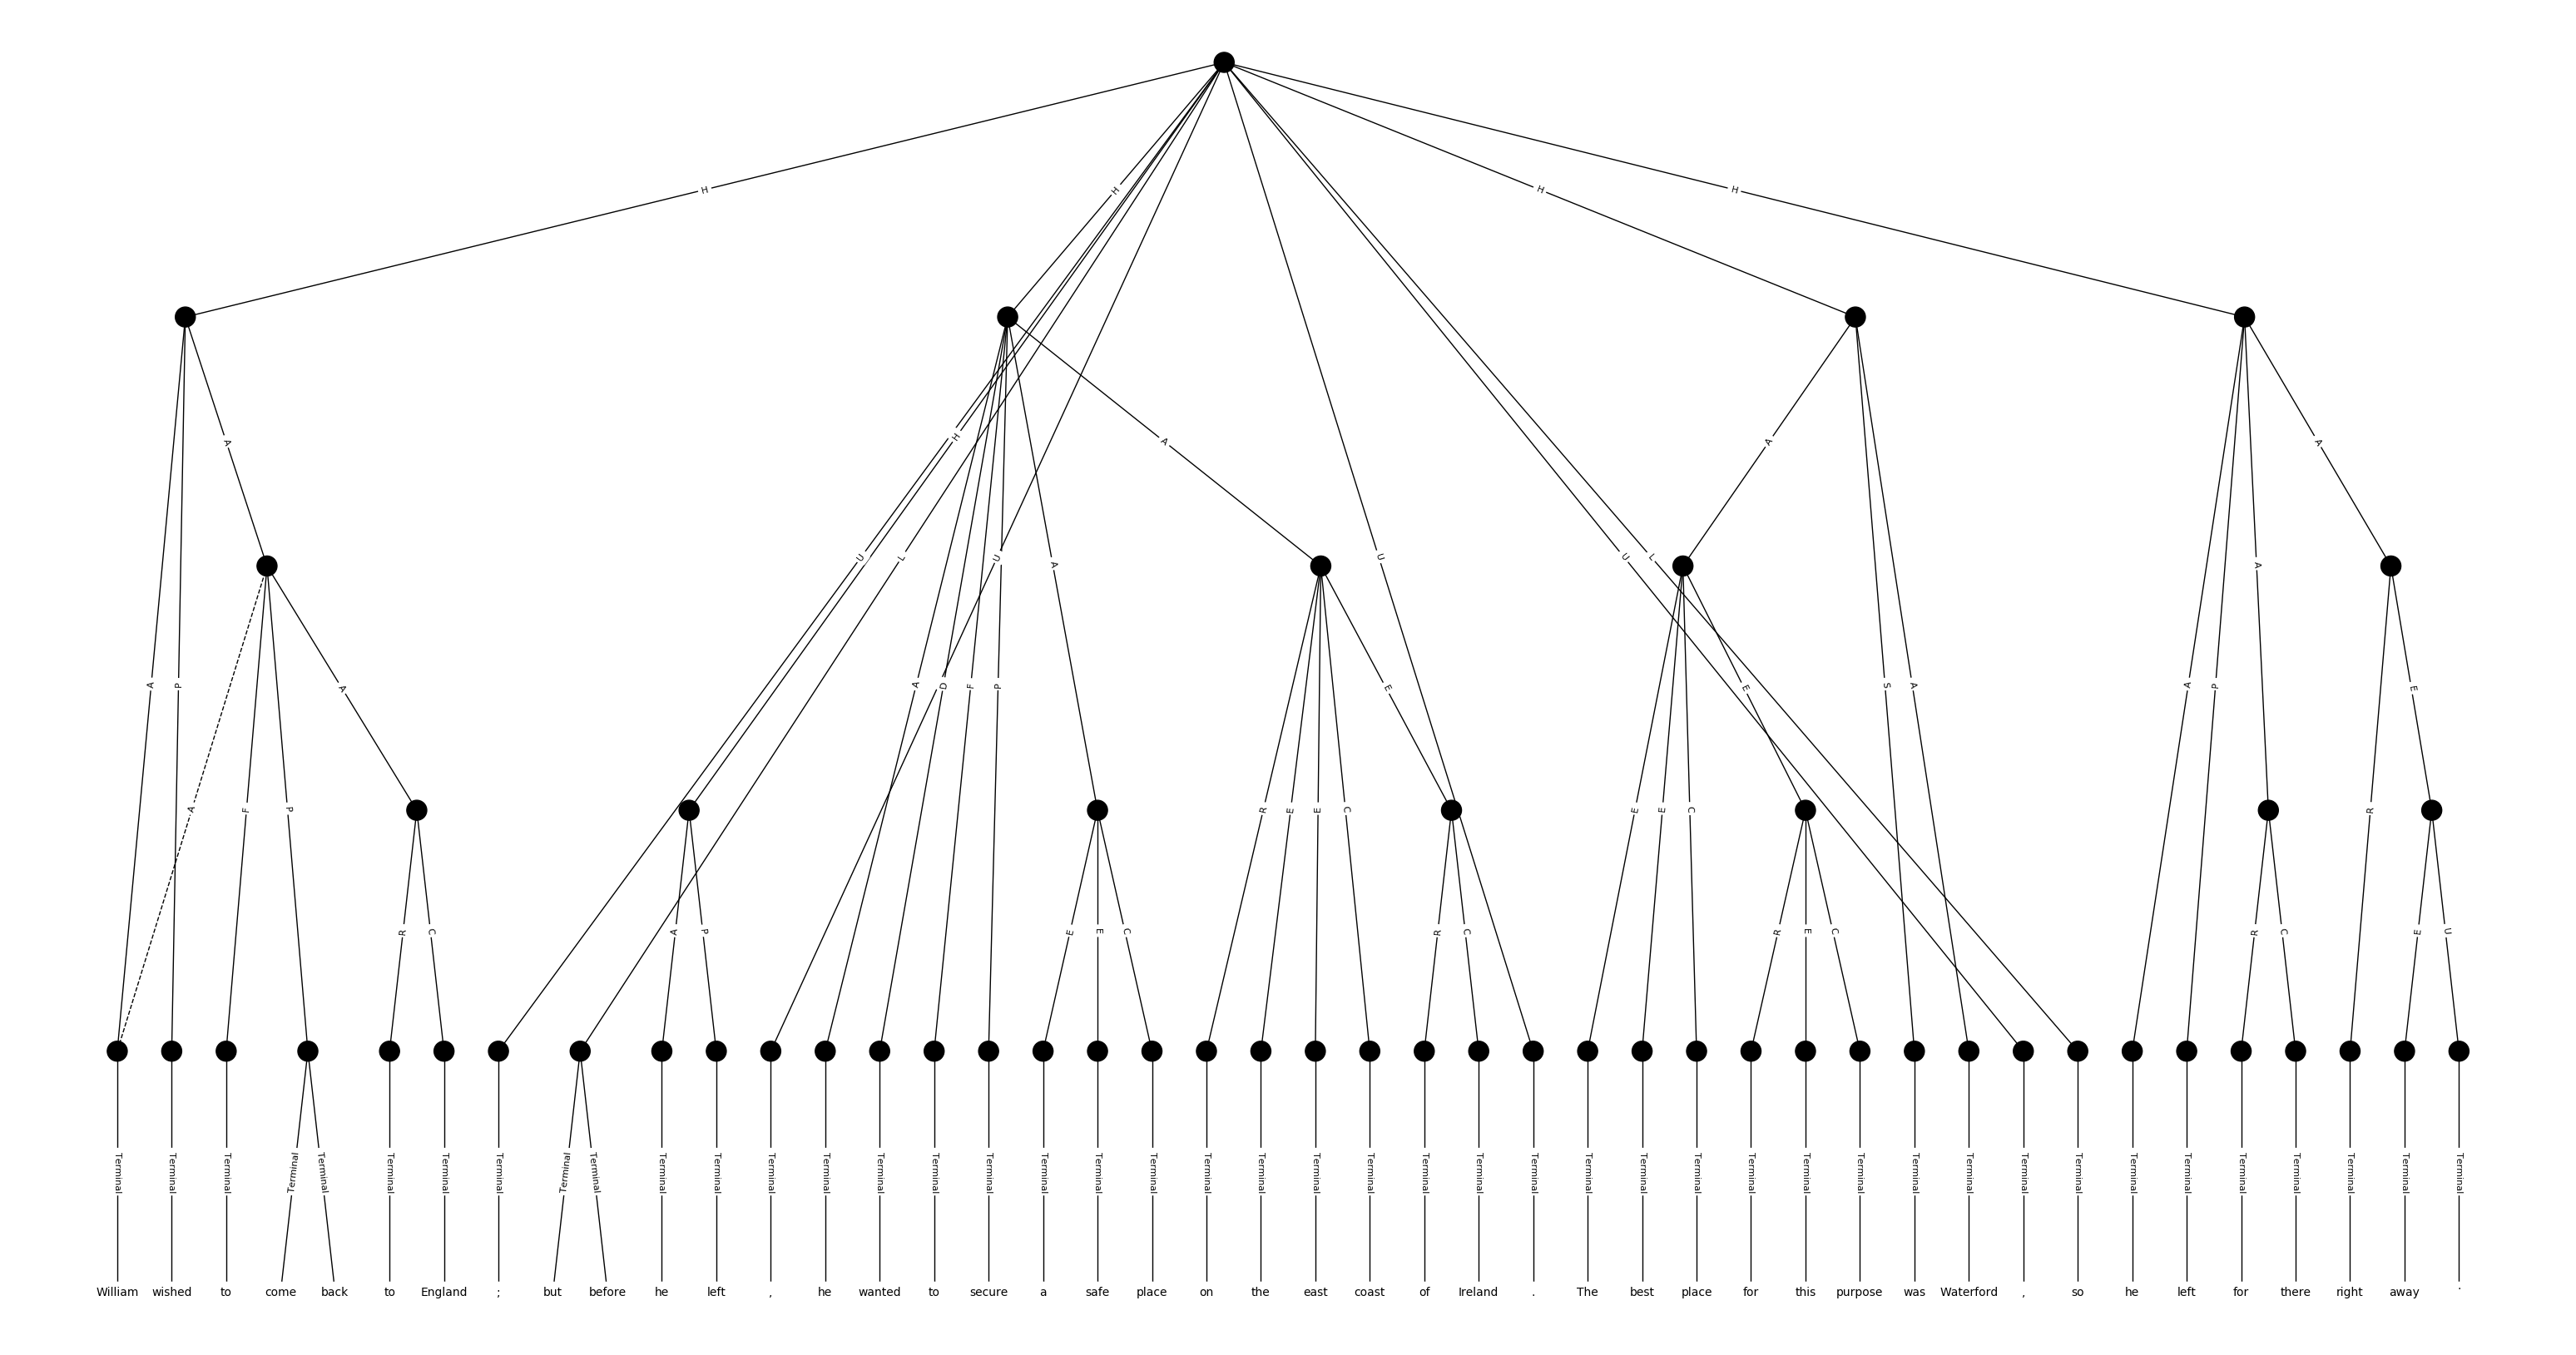 H H H H
A H A A A
U L U A U U L
A P A D F P E E S A A P E
A F P R E E C E E C R
R C A P E E C R C R E C R C E U
Terminal Terminal Terminal Terminal Terminal Terminal Terminal Terminal Terminal Terminal Terminal Terminal Terminal Terminal Terminal Terminal Terminal Terminal Terminal Terminal Terminal Terminal Terminal Terminal Terminal Terminal Terminal Terminal Terminal Terminal Terminal Terminal Terminal Terminal Terminal Terminal Terminal Terminal Terminal Terminal Terminal Terminal Terminal Terminal
William wished to come back to England ; but before he left , he wanted to secure a safe place on the east coast of Ireland . The best place for this purpose was Waterford , so he left for there right away .